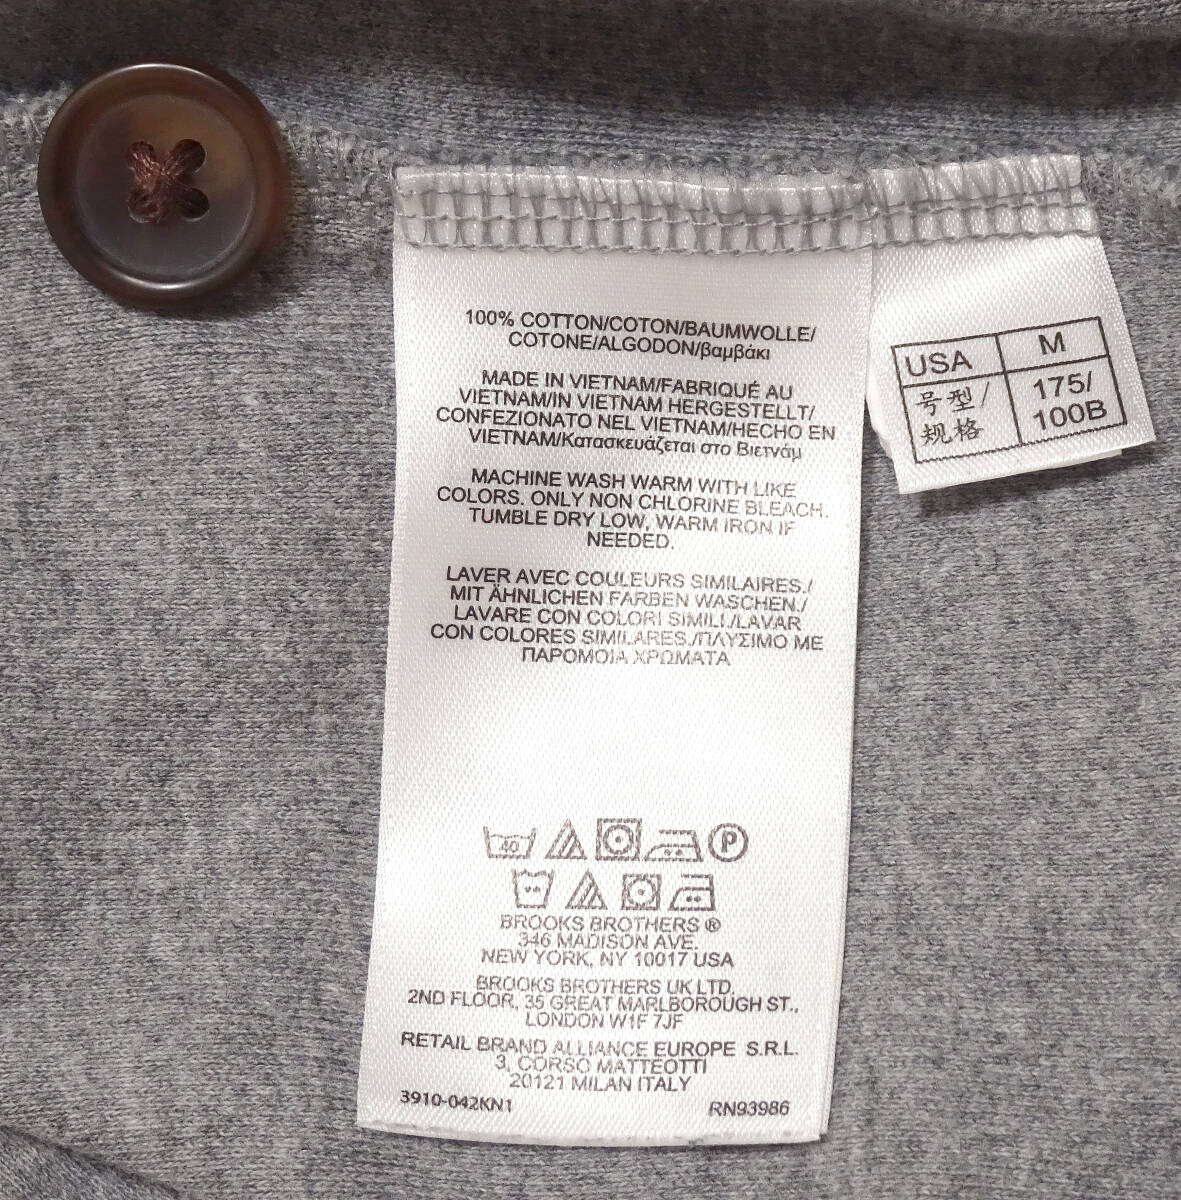 100% COTTON/COTON/BAUMWOLLE/
COTONE/ALGODON/βαμβάκι
MADE IN VIETNAM/FABRIQUÉ AU
VIETNAM/IN VIETNAM HERGESTELLT/
CONFEZIONATO NEL VIETNAM/HECHO EN
VIETNAM/Κατασκευάζεται στο Βιετνάμ
MACHINE WASH WARM WITH LIKE
COLORS. ONLY NON CHLORINE BLEACH.
TUMBLE DRY LOW, WARM IRON IF
NEEDED.
LAVER AVEC COULEURS SIMILAIRES./
MIT ÄHNLICHEN FARBEN WASCHEN./
LAVARE CON COLORI SIMILI./LAVAR
CON COLORES SIMILARES./ΠΛΥΣΙΜΟ ΜΕ
ΠΑΡΟΜΟΙΑ ΧΡΩΜΑΤΑ
40 P
BROOKS BROTHERS ®
346 MADISON AVE.
NEW YORK, NY 10017 USA
BROOKS BROTHERS UK LTD.
2ND FLOOR, 35 GREAT MARLBOROUGH ST.,
LONDON W1F 7JF
RETAIL BRAND ALLIANCE EUROPE S.R.L.
3, CORSO MATTEOTTI
20121 MILAN ITALY
3910-042KN1 RN93986
USA M
号型/ 175/
规格 100B